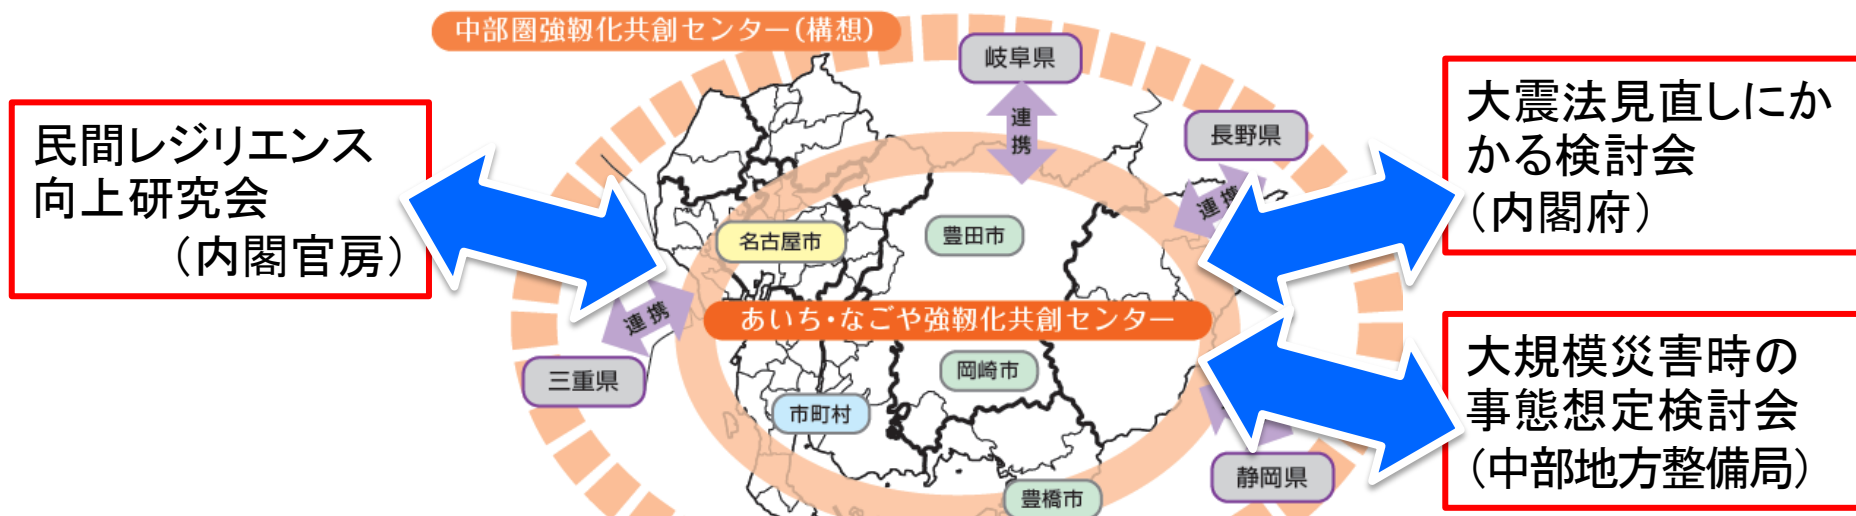 中部圏強靱化共創センター(構想)
岐阜県
連携
長野県
連携
民間レジリエンス
向上研究会
(内閣官房)
大震法見直しにか
かる検討会
(内閣府)
名古屋市
豊田市
あいち・なごや強靱化共創センター
連携
三重県
岡崎市
市町村
大規模災害時の
事態想定検討会
(中部地方整備局)
静岡県
豊橋市